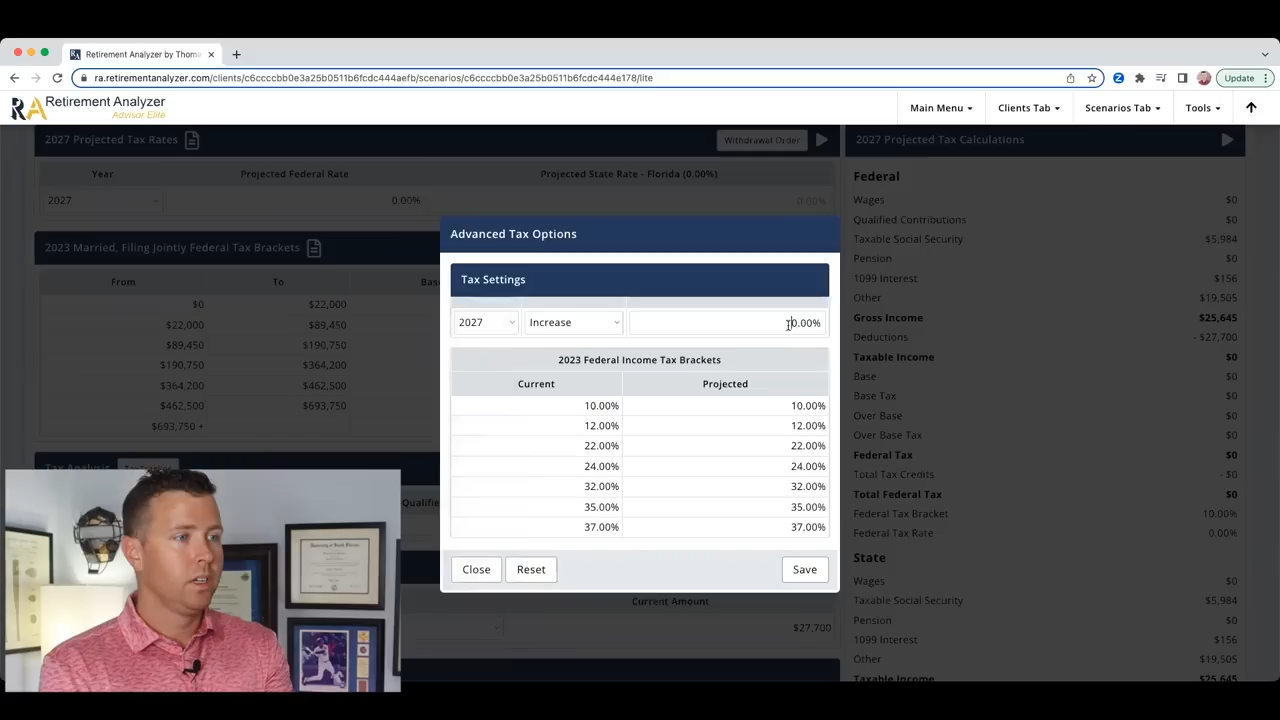 Retirement Analyzer by Thoma
ra.retirementanalyzer.com/clients/c6ccccbb0e3a25b0511b6fcdc444aefb/scenarios/c6ccccbb0e3a25b0511b6fcdc444e178/lite
Update
RA Retirement Analyzer
Advisor Elite
Main Menu
Clients Tab
Scenarios Tab
Tools
2027 Projected Tax Rates
Withdrawal Order
2027 Projected Tax Calculations
Year
Projected Federal Rate
Projected State Rate - Florida (0.00%)
2027
0.00%
0.00%
2023 Married, Filing Jointly Federal Tax Brackets
From To Bas
$0 $22,000
$22,000 $89,450
$89,450 $190,750
$190,750 $364,200
$364,200 $462,500
$462,500 $693,750
$693,750 +
Tax Analysis
Qualifie
Current Amount
$27,700
Advanced Tax Options
Tax Settings
2027 Increase 0.00%
2023 Federal Income Tax Brackets
Current Projected
10.00% 10.00%
12.00% 12.00%
22.00% 22.00%
24.00% 24.00%
32.00% 32.00%
35.00% 35.00%
37.00% 37.00%
Close
Reset
Save
Federal
Wages $0
Qualified Contributions $0
Taxable Social Security $5,984
Pension $0
1099 Interest $156
Other $19,505
Gross Income $25,645
Deductions - $27,700
Taxable Income $0
Base $0
Base Tax $0
Over Base $0
Over Base Tax $0
Federal Tax $0
Total Tax Credits - $0
Total Federal Tax $0
Federal Tax Bracket 10.00%
Federal Tax Rate 0.00%
State
Wages $0
Taxable Social Security $5,984
Pension $0
1099 Interest $156
Other $19,505
Taxable Income $25,645